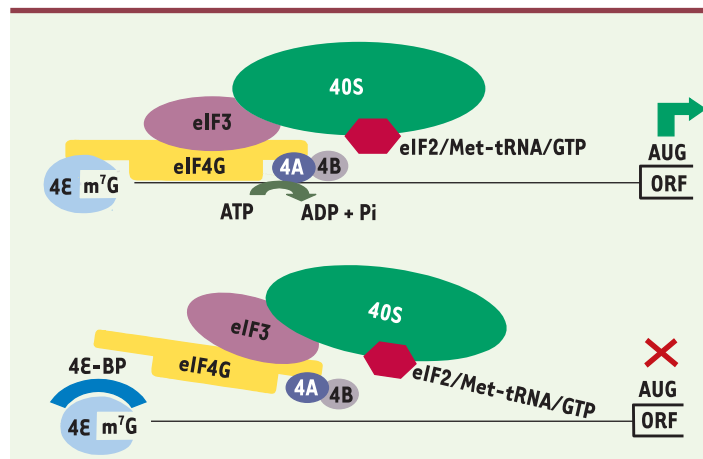 40S
eIF3
eIF2/Met-tRNA/GTP
AUG
eIF4G
4A 4B
4E m⁷G
ORF
ATP
ADP + Pi
40S
eIF3
4E-BP
eIF4G
eIF2/Met-tRNA/GTP
AUG
4A 4B
4E m⁷G
ORF